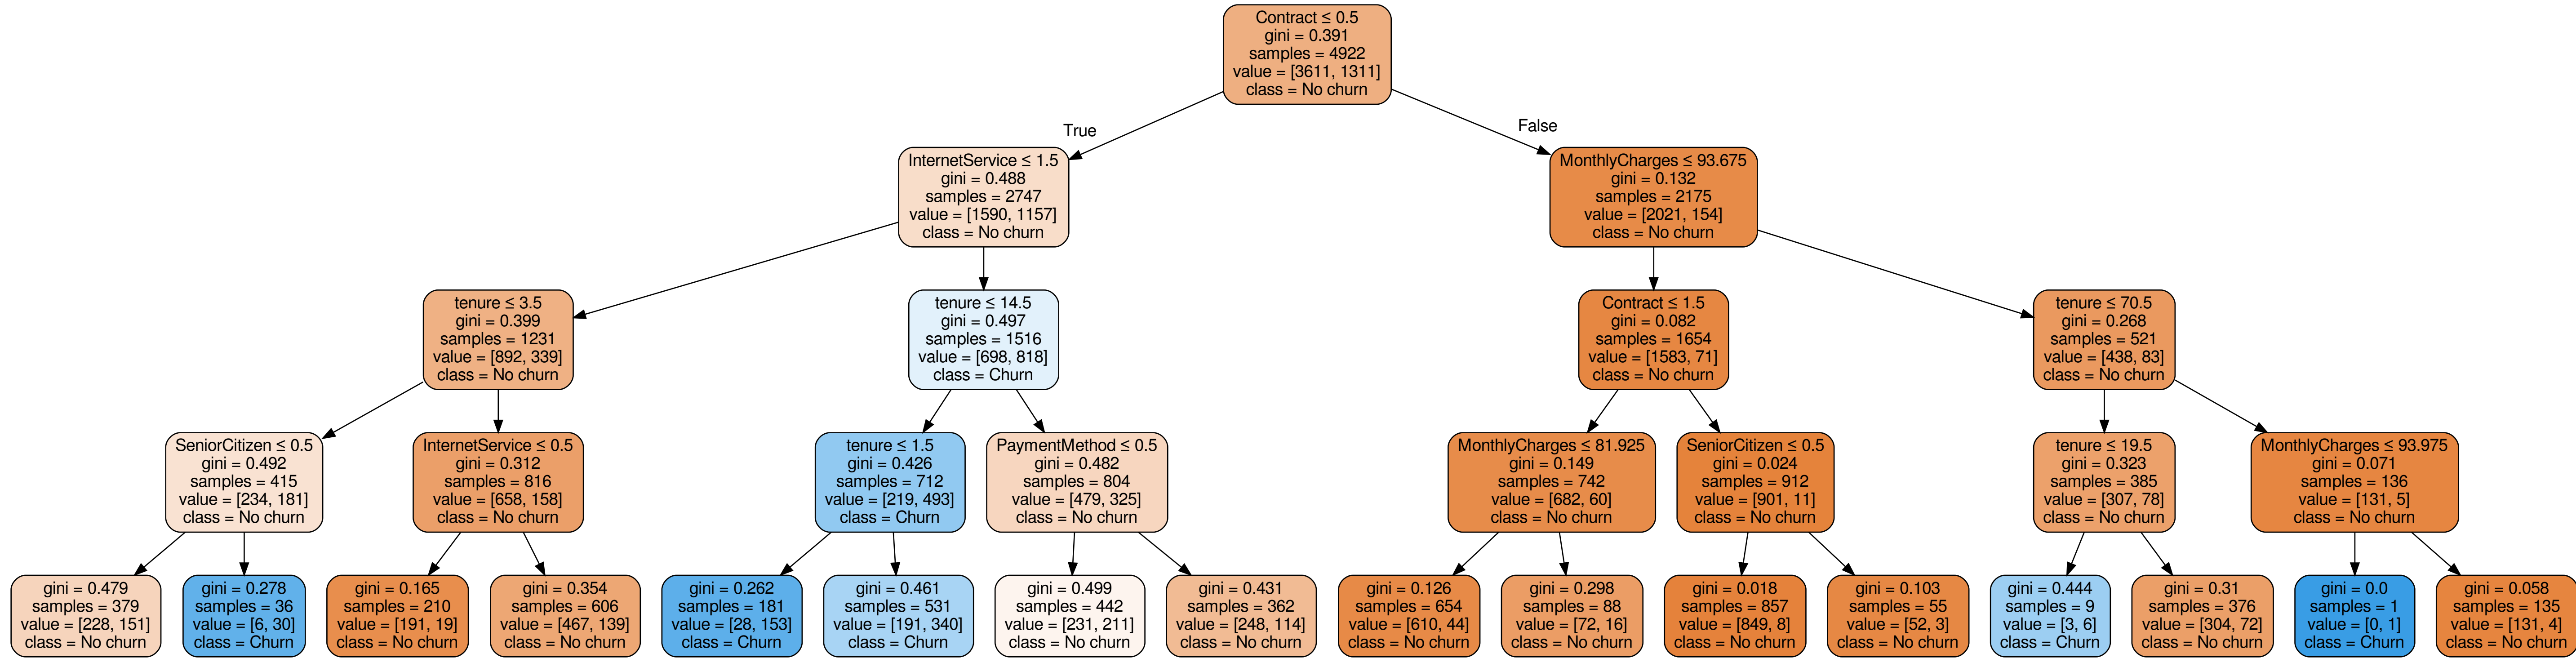 Contract ≤ 0.5
gini = 0.391
samples = 4922
value = [3611, 1311]
class = No churn
True
False
InternetService ≤ 1.5
gini = 0.488
samples = 2747
value = [1590, 1157]
class = No churn
MonthlyCharges ≤ 93.675
gini = 0.132
samples = 2175
value = [2021, 154]
class = No churn
tenure ≤ 3.5
gini = 0.399
samples = 1231
value = [892, 339]
class = No churn
tenure ≤ 14.5
gini = 0.497
samples = 1516
value = [698, 818]
class = Churn
Contract ≤ 1.5
gini = 0.082
samples = 1654
value = [1583, 71]
class = No churn
tenure ≤ 70.5
gini = 0.268
samples = 521
value = [438, 83]
class = No churn
SeniorCitizen ≤ 0.5
gini = 0.492
samples = 415
value = [234, 181]
class = No churn
InternetService ≤ 0.5
gini = 0.312
samples = 816
value = [658, 158]
class = No churn
tenure ≤ 1.5
gini = 0.426
samples = 712
value = [219, 493]
class = Churn
PaymentMethod ≤ 0.5
gini = 0.482
samples = 804
value = [479, 325]
class = No churn
MonthlyCharges ≤ 81.925
gini = 0.149
samples = 742
value = [682, 60]
class = No churn
SeniorCitizen ≤ 0.5
gini = 0.024
samples = 912
value = [901, 11]
class = No churn
tenure ≤ 19.5
gini = 0.323
samples = 385
value = [307, 78]
class = No churn
MonthlyCharges ≤ 93.975
gini = 0.071
samples = 136
value = [131, 5]
class = No churn
gini = 0.479
samples = 379
value = [228, 151]
class = No churn
gini = 0.278
samples = 36
value = [6, 30]
class = Churn
gini = 0.165
samples = 210
value = [191, 19]
class = No churn
gini = 0.354
samples = 606
value = [467, 139]
class = No churn
gini = 0.262
samples = 181
value = [28, 153]
class = Churn
gini = 0.461
samples = 531
value = [191, 340]
class = Churn
gini = 0.499
samples = 442
value = [231, 211]
class = No churn
gini = 0.431
samples = 362
value = [248, 114]
class = No churn
gini = 0.126
samples = 654
value = [610, 44]
class = No churn
gini = 0.298
samples = 88
value = [72, 16]
class = No churn
gini = 0.018
samples = 857
value = [849, 8]
class = No churn
gini = 0.103
samples = 55
value = [52, 3]
class = No churn
gini = 0.444
samples = 9
value = [3, 6]
class = Churn
gini = 0.31
samples = 376
value = [304, 72]
class = No churn
gini = 0.0
samples = 1
value = [0, 1]
class = Churn
gini = 0.058
samples = 135
value = [131, 4]
class = No churn